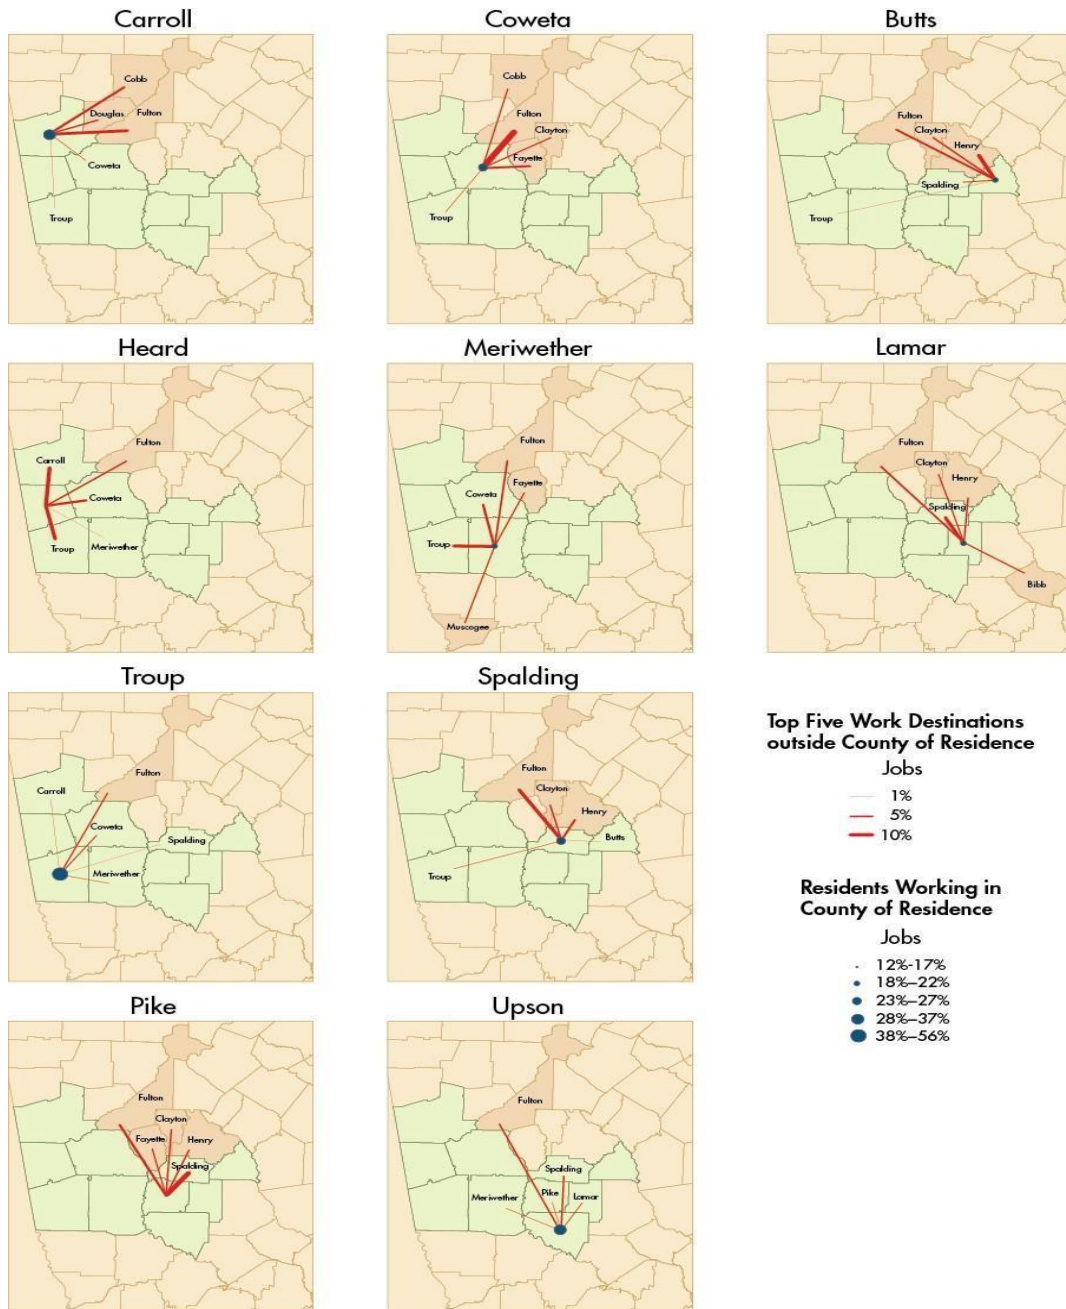 Carroll
Cobb
Douglas
Fulton
Coweta
Troup
Coweta
Cobb
Fulton
Clayton
Fayette
Troup
Butts
Fulton
Clayton
Henry
Spalding
Troup
Heard
Fulton
Carroll
Coweta
Troup
Meriwether
Meriwether
Fulton
Fayette
Coweta
Troup
Muscogee
Lamar
Fulton
Clayton
Henry
Spalding
Bibb
Troup
Fulton
Carroll
Coweta
Spalding
Meriwether
Spalding
Fulton
Clayton
Henry
Butts
Troup
Top Five Work Destinations
outside County of Residence
Jobs
1%
5%
10%
Residents Working in
County of Residence
Jobs
12%-17%
18%–22%
23%–27%
28%–37%
38%–56%
Pike
Fulton
Clayton
Fayette
Henry
Spalding
Upson
Fulton
Spalding
Meriwether
Pike
Lamar